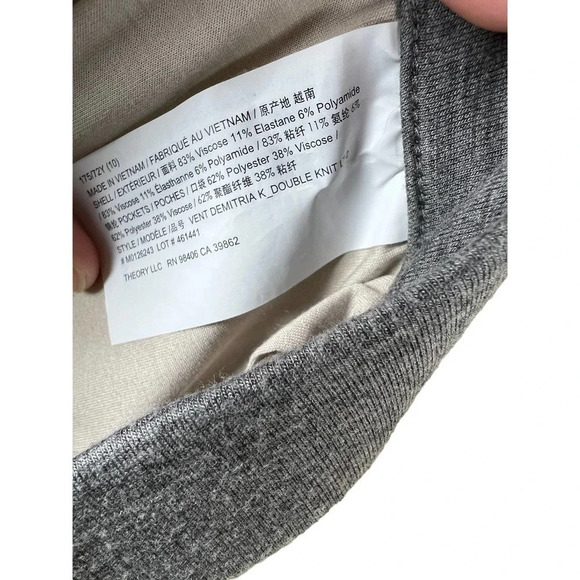 175/72Y (10)
MADE IN VIETNAM / FABRIQUÉ AU VIETNAM / 原产地 越南
SHELL / EXTÉRIEUR / 面料 83% Viscose 11% Elastane 6% Polyamide
/ 83% Viscose 11% Elasthanne 6% Polyamide / 83% 粘纤 11% 氨纶 6%
POCKETS / POCHES / 口袋 62% Polyester 38% Viscose /
62% Polyester 38% Viscose / 62% 聚酯纤维 38% 粘纤
STYLE / MODÈLE /品号 VENT DEMITRIA K_DOUBLE KNIT
# M0126243 LOT # 461441
THEORY LLC RN 98406 CA 39862